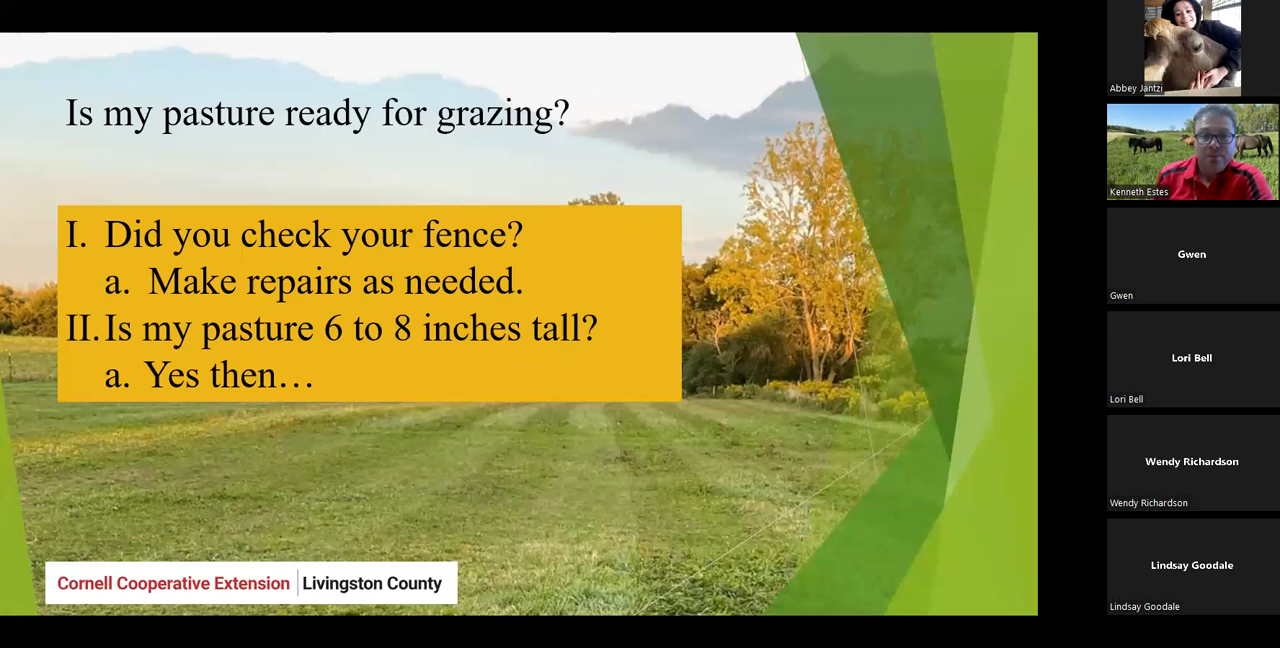 Is my pasture ready for grazing?
I. Did you check your fence?
a. Make repairs as needed.
II. Is my pasture 6 to 8 inches tall?
a. Yes then…
Cornell Cooperative Extension | Livingston County
Abbey Jantzi
Kenneth Estes
Gwen
Gwen
Lori Bell
Lori Bell
Wendy Richardson
Wendy Richardson
Lindsay Goodale
Lindsay Goodale